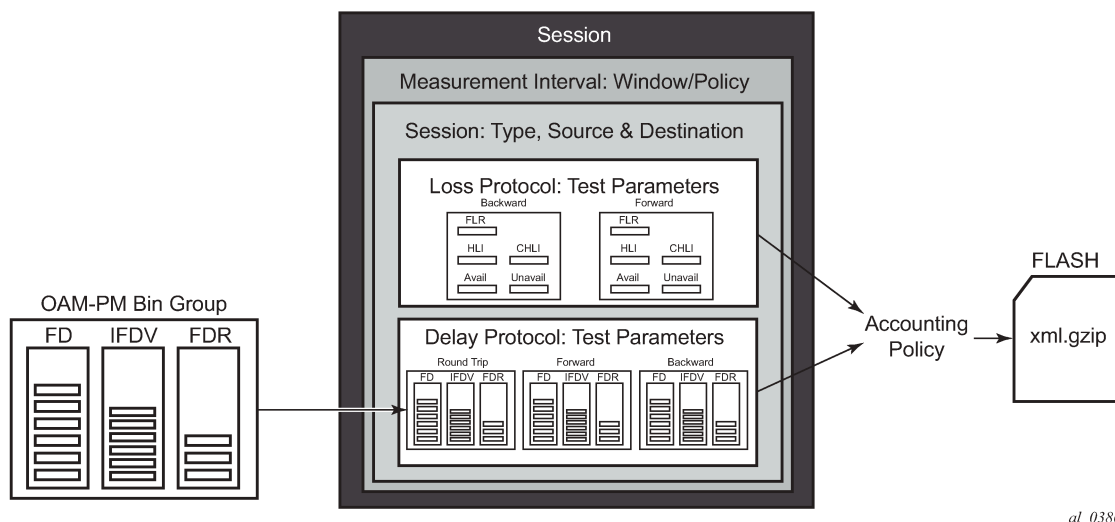 Session
Measurement Interval: Window/Policy
Session: Type, Source & Destination
Loss Protocol: Test Parameters
Backward
FLR
HLI CHLI
Avail Unavail
Forward
FLR
HLI CHLI
Avail Unavail
OAM-PM Bin Group
FD IFDV FDR
Delay Protocol: Test Parameters
Round Trip
FD IFDV FDR
Forward
FD IFDV FDR
Backward
FD IFDV FDR
Accounting
Policy
FLASH
xml.gzip